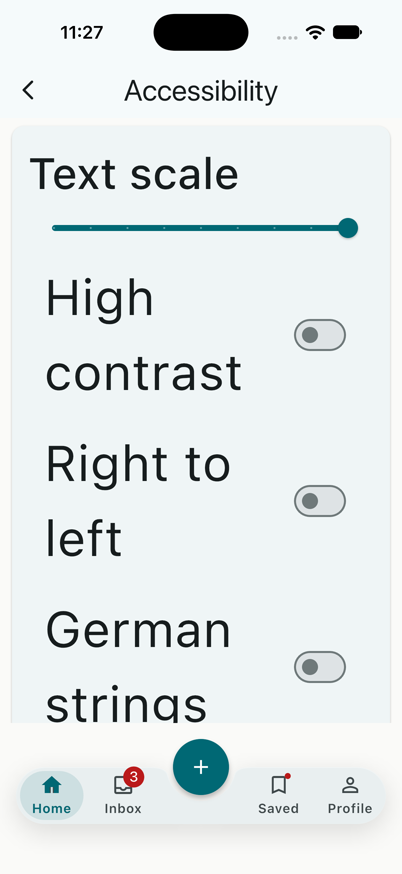 11:27
Accessibility
Text scale
High
contrast
Right to
left
German
strings
3
Home
Inbox
Saved
Profile